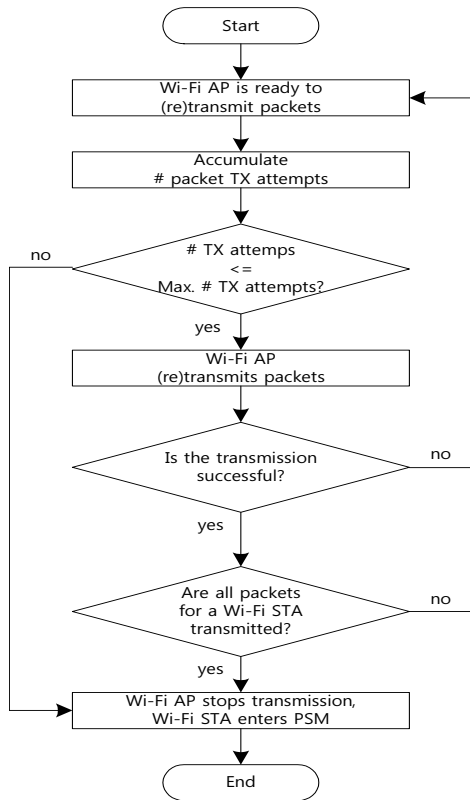 Start
Wi-Fi AP is ready to
(re)transmit packets
Accumulate
# packet TX attempts
no
# TX attemps
<=
Max. # TX attempts?
yes
Wi-Fi AP
(re)transmits packets
Is the transmission
successful?
no
yes
Are all packets
for a Wi-Fi STA
transmitted?
no
yes
Wi-Fi AP stops transmission,
Wi-Fi STA enters PSM
End